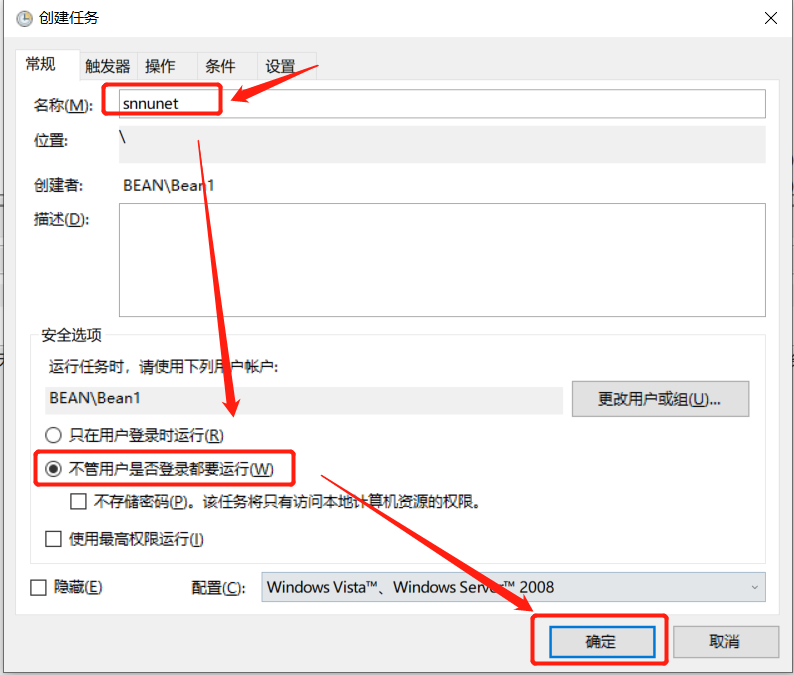 创建任务
常规 触发器 操作 条件 设置
名称(M): snnunet
位置: \
创建者: BEAN\Bean1
描述(D):
安全选项
运行任务时，请使用下列用户帐户:
BEAN\Bean1 更改用户或组(U)...
只在用户登录时运行(R)
不管用户是否登录都要运行(W)
不存储密码(P)。该任务将只有访问本地计算机资源的权限。
使用最高权限运行(I)
隐藏(E) 配置(C): Windows Vista™、Windows Server™ 2008
确定 取消